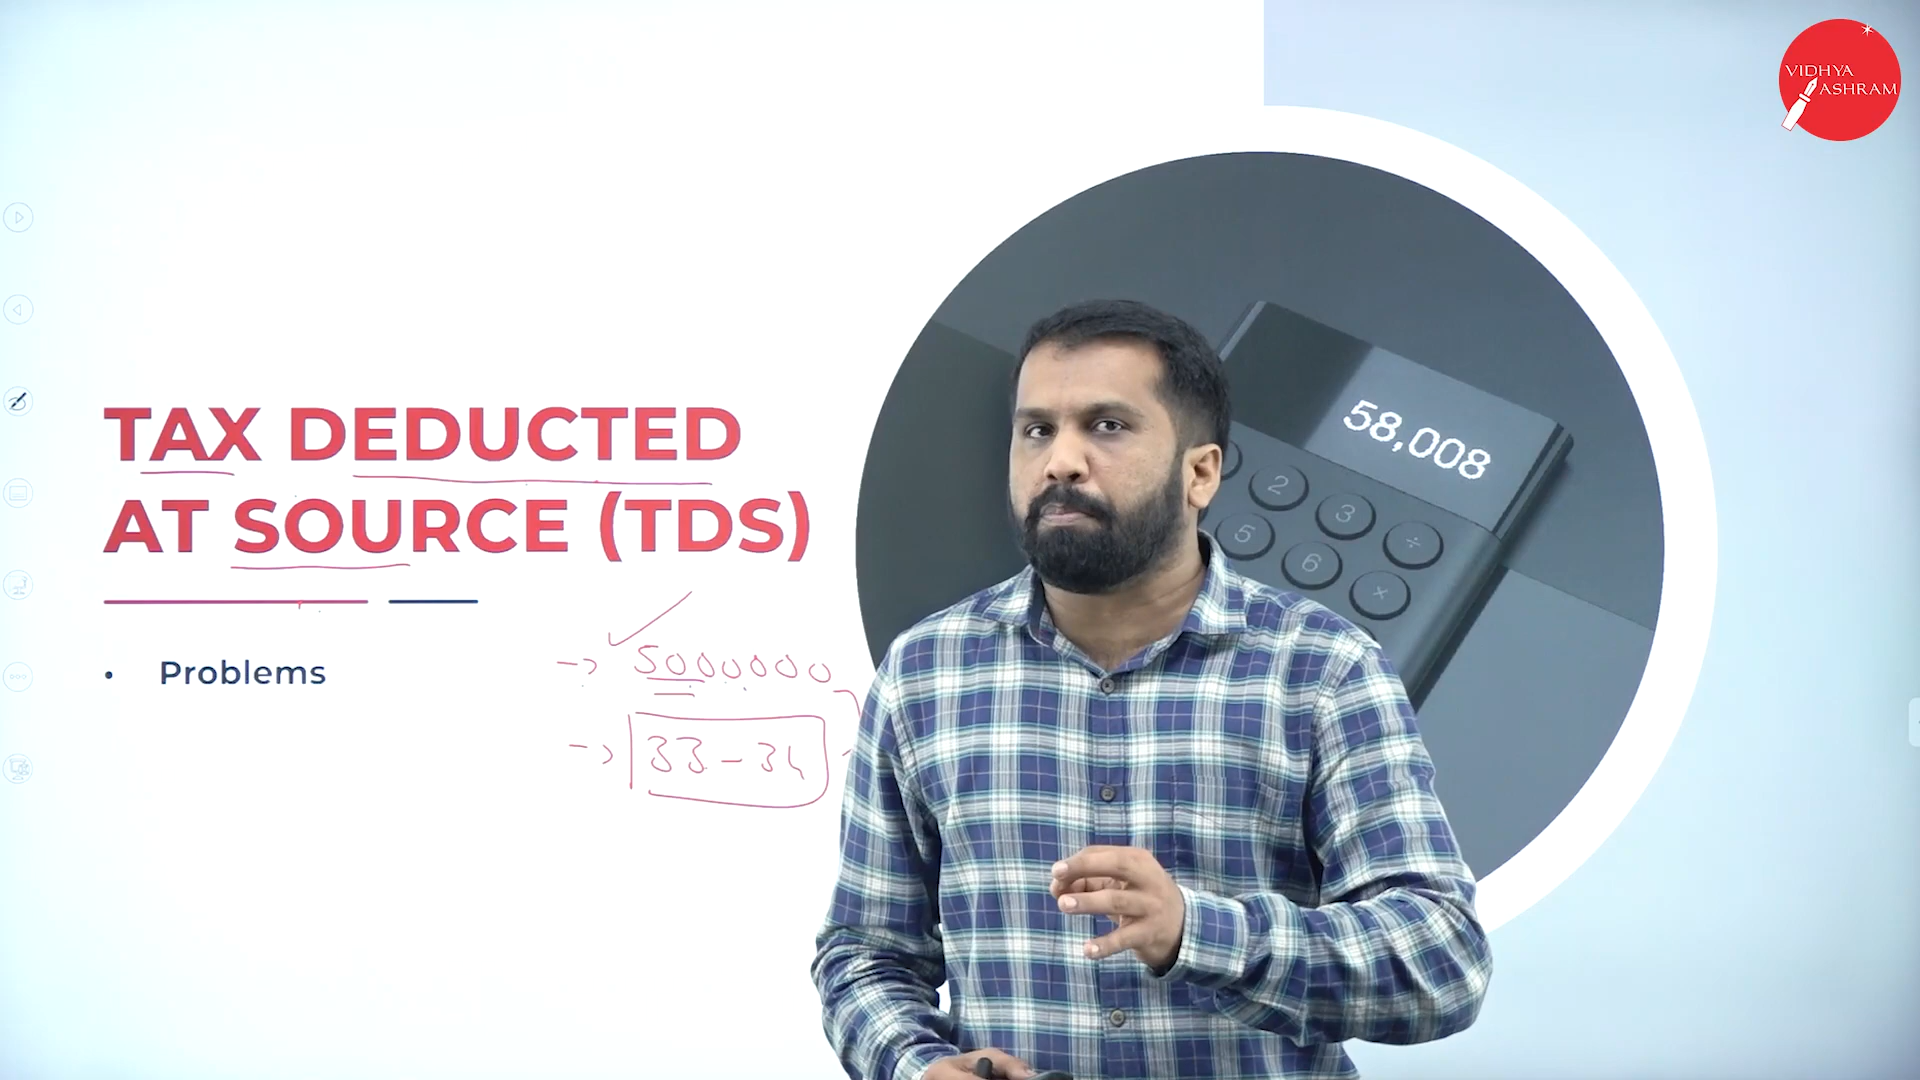 VIDHYA
ASHRAM
58,008
2
3
÷
5
6
×
TAX DEDUCTED
AT SOURCE (TDS)
• Problems
-> 5000000
-> 33-34